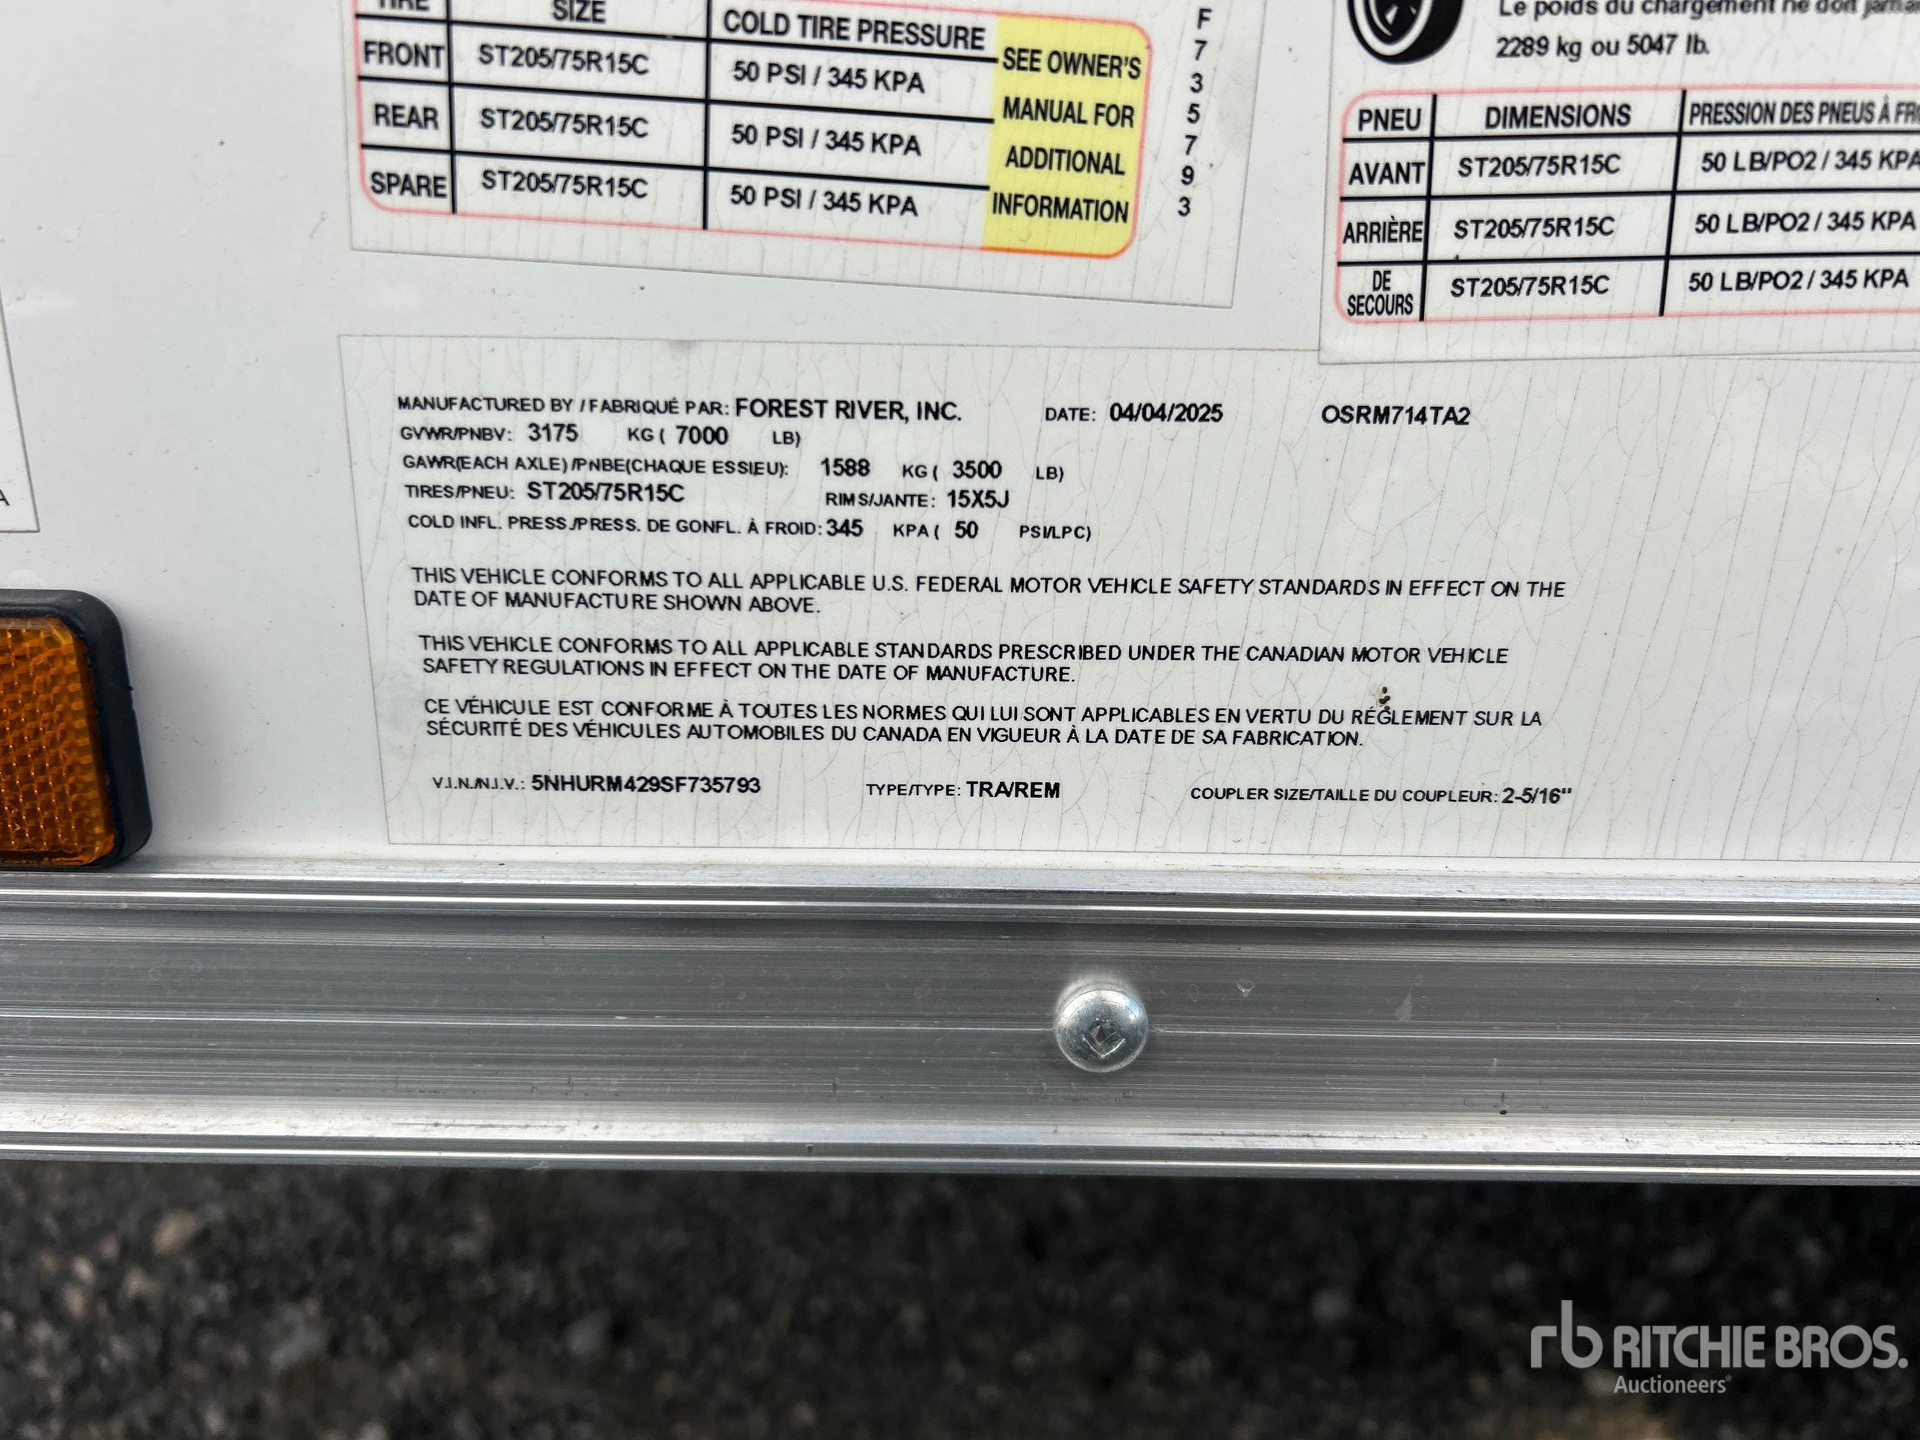 TIRE SIZE COLD TIRE PRESSURE
FRONT ST205/75R15C 50 PSI / 345 KPA
REAR ST205/75R15C 50 PSI / 345 KPA
SPARE ST205/75R15C 50 PSI / 345 KPA
SEE OWNER'S
MANUAL FOR
ADDITIONAL
INFORMATION
F
7
3
5
7
9
3
Le poids du chargement ne doit jamai
2289 kg ou 5047 lb.
PNEU DIMENSIONS PRESSION DES PNEUS À FR
AVANT ST205/75R15C 50 LB/PO2 / 345 KPA
ARRIÈRE ST205/75R15C 50 LB/PO2 / 345 KPA
DE SECOURS ST205/75R15C 50 LB/PO2 / 345 KPA
A
MANUFACTURED BY / FABRIQUÉ PAR: FOREST RIVER, INC. DATE: 04/04/2025 OSRM714TA2
GVWR/PNBV: 3175 KG ( 7000 LB)
GAWR(EACH AXLE) /PNBE(CHAQUE ESSIEU): 1588 KG ( 3500 LB)
TIRES/PNEU: ST205/75R15C RIMS/JANTE: 15X5J
COLD INFL. PRESS./PRESS. DE GONFL. À FROID: 345 KPA ( 50 PSI/LPC)
THIS VEHICLE CONFORMS TO ALL APPLICABLE U.S. FEDERAL MOTOR VEHICLE SAFETY STANDARDS IN EFFECT ON THE
DATE OF MANUFACTURE SHOWN ABOVE.
THIS VEHICLE CONFORMS TO ALL APPLICABLE STANDARDS PRESCRIBED UNDER THE CANADIAN MOTOR VEHICLE
SAFETY REGULATIONS IN EFFECT ON THE DATE OF MANUFACTURE.
CE VÉHICULE EST CONFORME À TOUTES LES NORMES QUI LUI SONT APPLICABLES EN VERTU DU RÉGLEMENT SUR LA
SÉCURITÉ DES VÉHICULES AUTOMOBILES DU CANADA EN VIGUEUR À LA DATE DE SA FABRICATION.
V.I.N./N.I.V.: 5NHURM429SF735793 TYPE/TYPE: TRA/REM COUPLER SIZE/TAILLE DU COUPLEUR: 2-5/16"
rb RITCHIE BROS.
Auctioneers